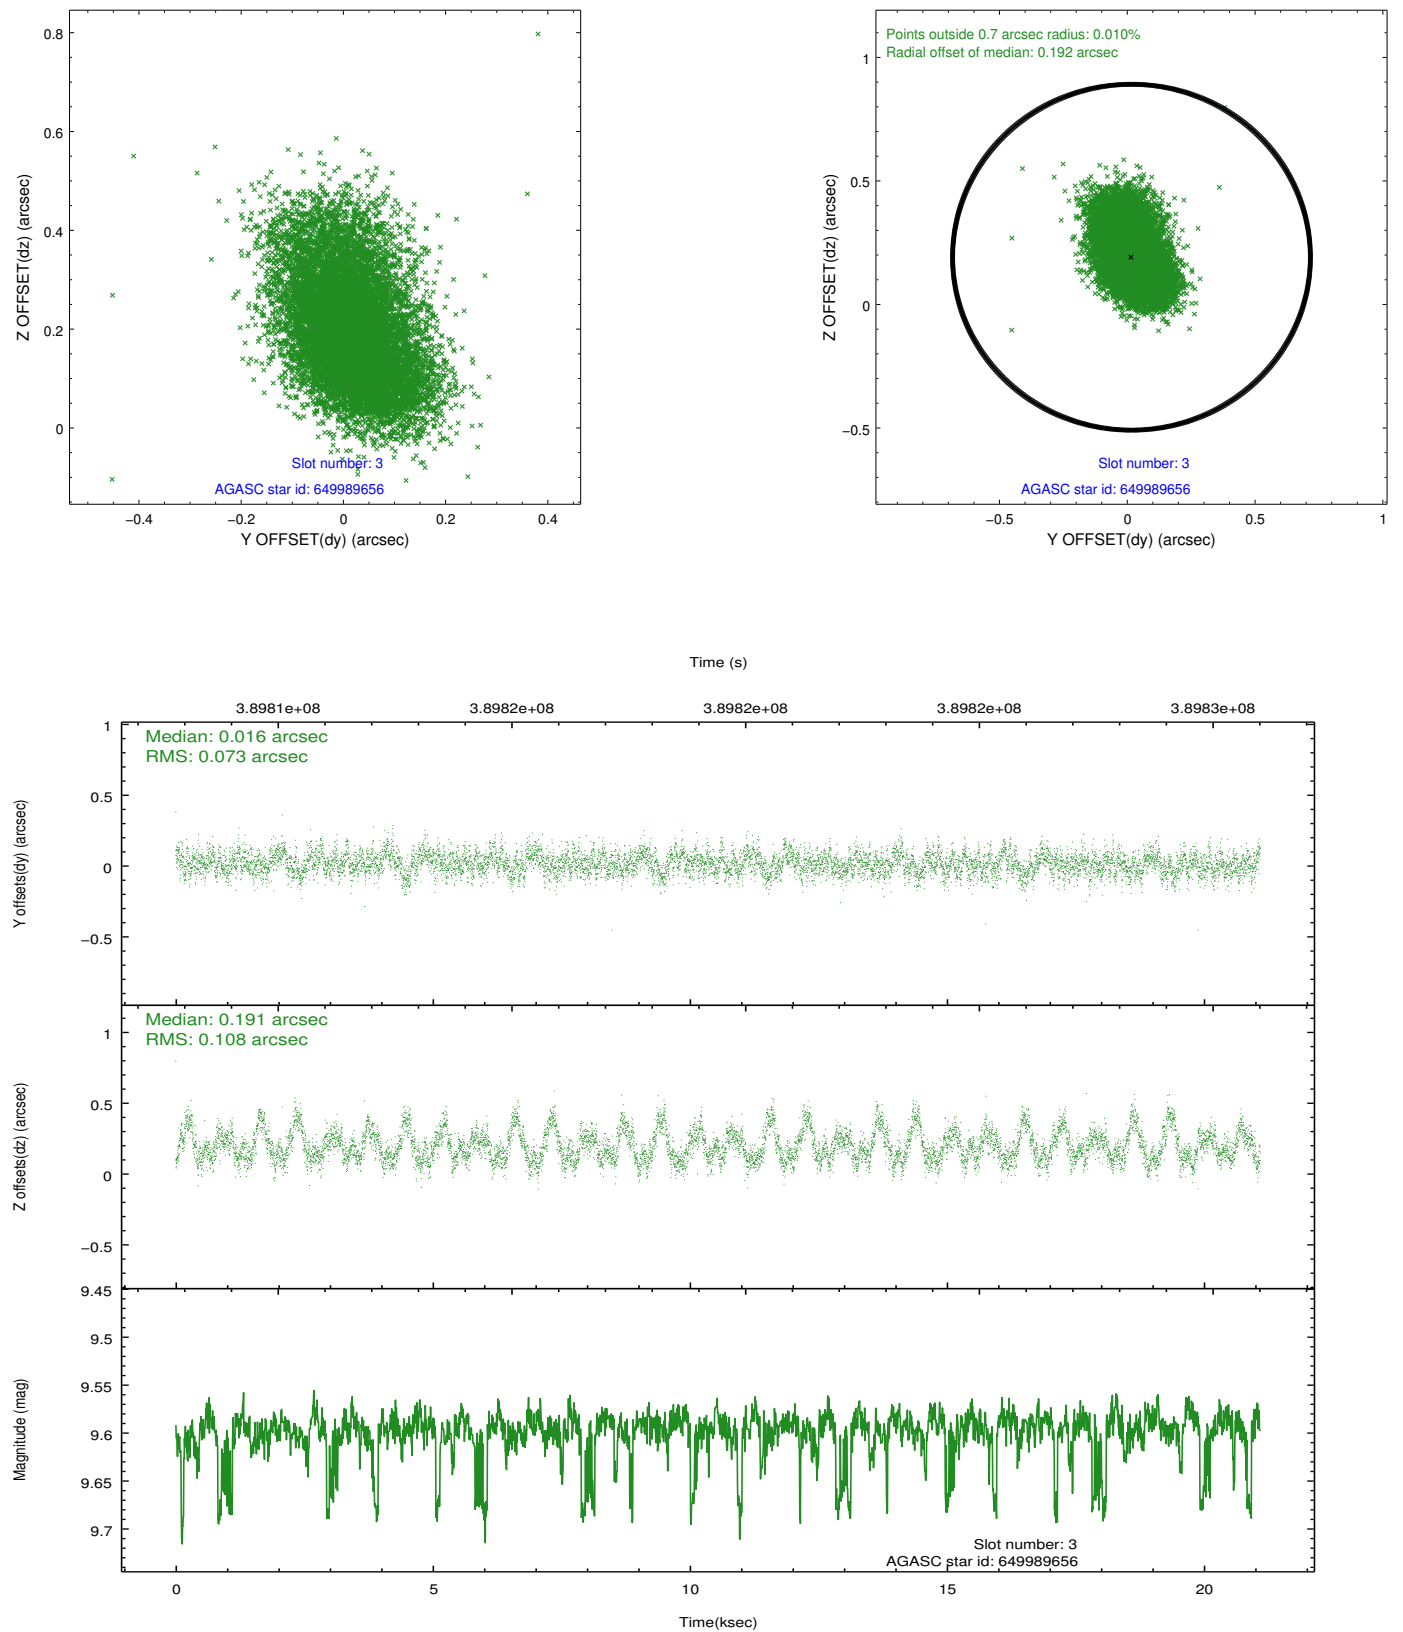 0.8
0.6
0.4
0.2
0
Z OFFSET(dz) (arcsec)
Slot number: 3
AGASC star id: 649989656
−0.4
−0.2
0
0.2
0.4
Y OFFSET(dy) (arcsec)
Points outside 0.7 arcsec radius: 0.010%
Radial offset of median: 0.192 arcsec
1
0.5
0
−0.5
Z OFFSET(dz) (arcsec)
Slot number: 3
AGASC star id: 649989656
−0.5
0
0.5
1
Y OFFSET(dy) (arcsec)
Time (s)
3.8981e+08
3.8982e+08
3.8982e+08
3.8982e+08
3.8983e+08
Median: 0.016 arcsec
RMS: 0.073 arcsec
1
0.5
0
−0.5
Y offsets(dy) (arcsec)
Median: 0.191 arcsec
RMS: 0.108 arcsec
1
0.5
0
−0.5
Z offsets(dz) (arcsec)
9.45
9.5
9.55
9.6
9.65
9.7
Magnitude (mag)
Slot number: 3
AGASC star id: 649989656
0
5
10
15
20
Time(ksec)